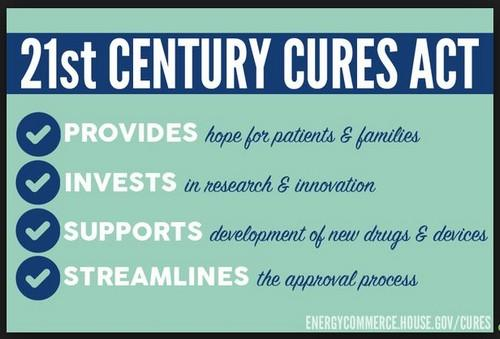 21st CENTURY CURES ACT
PROVIDES hope for patients & families
INVESTS in research & innovation
SUPPORTS development of new drugs & devices
STREAMLINES the approval process
ENERGYCOMMERCE.HOUSE.GOV/CURES